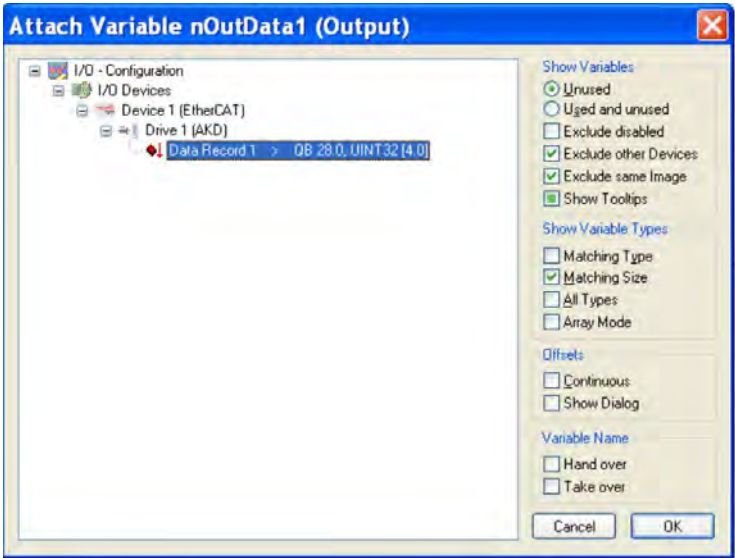 Attach Variable nOutData1 (Output)
I/O - Configuration
I/O Devices
Device 1 (EtherCAT)
Drive 1 (AKD)
Data Record 1 > QB 28.0, UINT32 [4.0]
Show Variables
Unused
Used and unused
Exclude disabled
Exclude other Devices
Exclude same Image
Show Tooltips
Show Variable Types
Matching Type
Matching Size
All Types
Array Mode
Offsets
Continuous
Show Dialog
Variable Name
Hand over
Take over
Cancel
OK